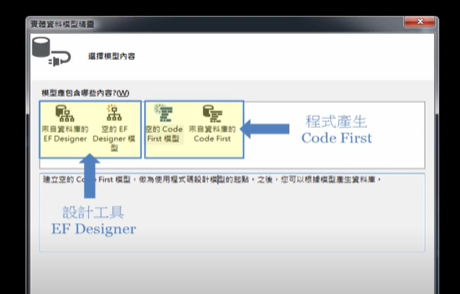 實體資料模型精靈
選擇模型內容
模型應包含哪些內容?(W)
來自資料庫的 EF Designer
空的 EF Designer 模型
空的 Code First 模型
來自資料庫的 Code First
程式產生
Code First
建立空的 Code First 模型，做為使用程式碼設計模型的起點。之後，您可以根據模型產生資料庫。
設計工具
EF Designer